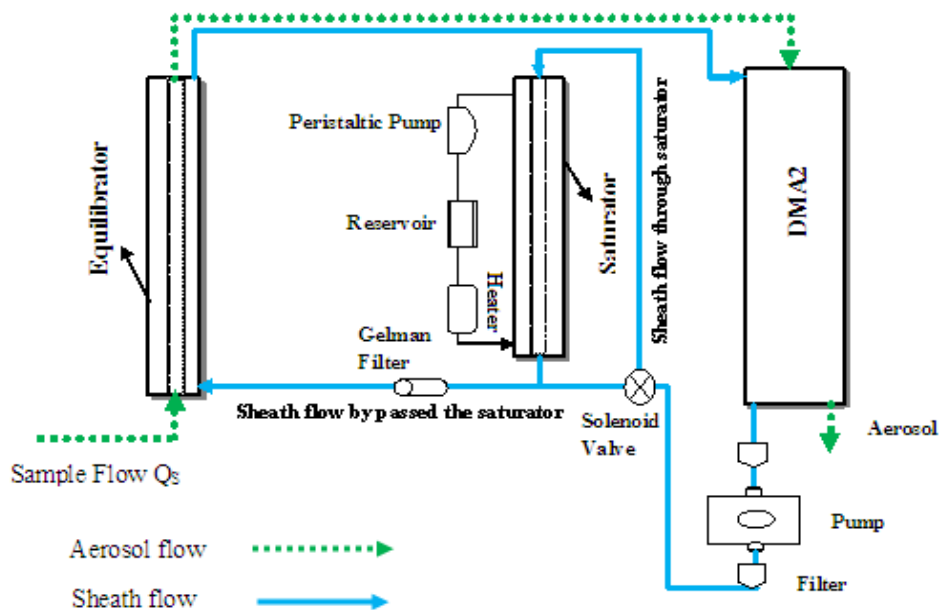 Peristaltic Pump
Reservoir
Heater
Gelman
Filter
Equilibrator
Saturator
Sheath flow through saturator
DMA2
Sheath flow bypassed the saturator
Solenoid
Valve
Aerosol
Sample Flow Qs
Pump
Filter
Aerosol flow
Sheath flow